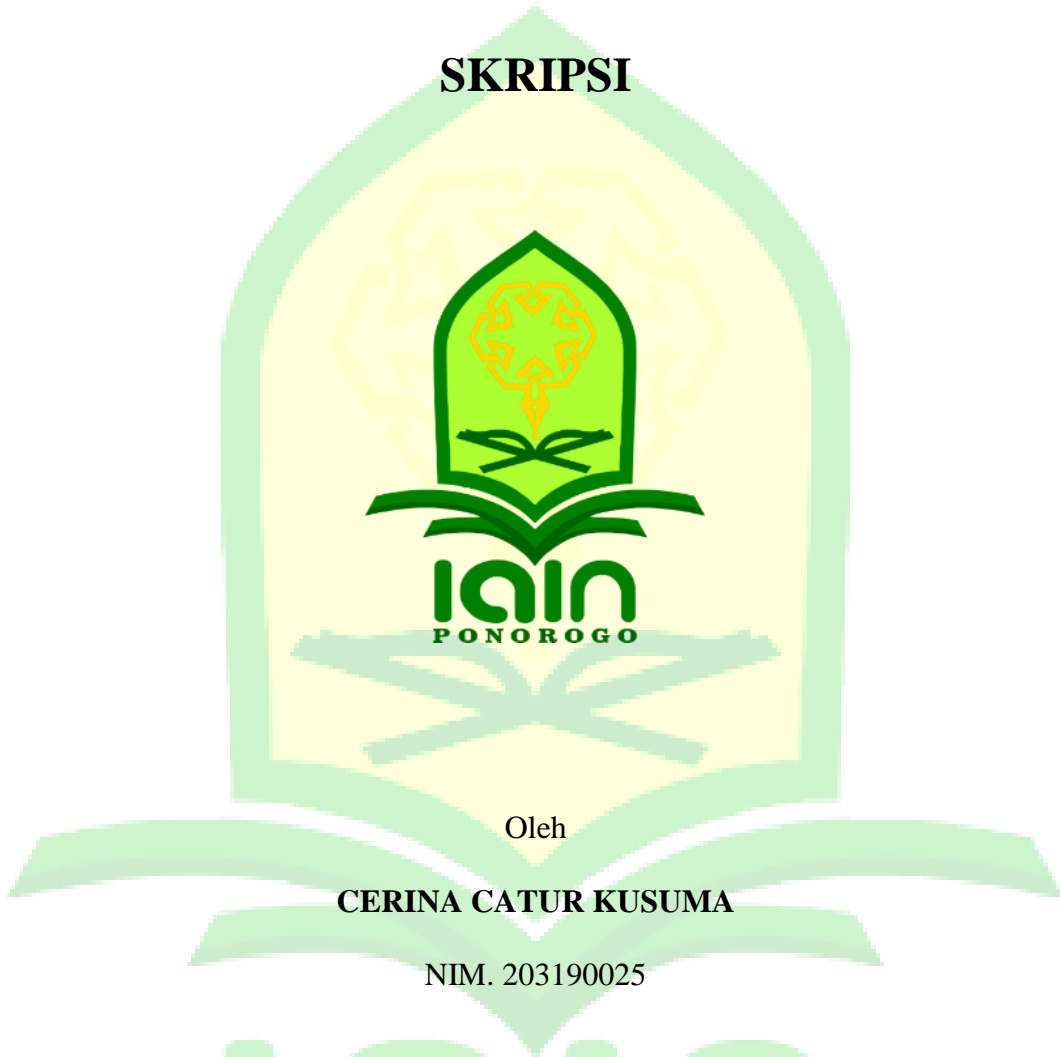 SKRIPSI
IAIN
PONOROGO
Oleh
CERINA CATUR KUSUMA
NIM. 203190025